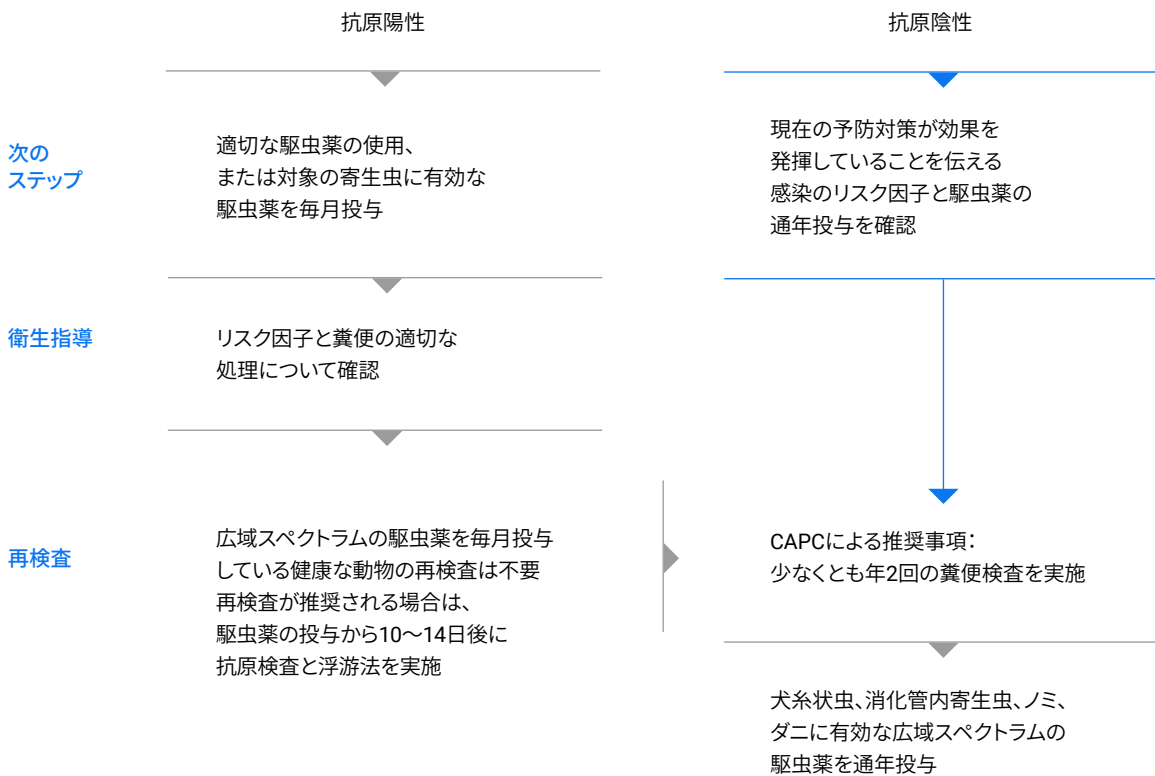 抗原陽性
抗原陰性
次の
ステップ
適切な駆虫薬の使用、
または対象の寄生虫に有効な
駆虫薬を毎月投与
現在の予防対策が効果を
発揮していることを伝える
感染のリスク因子と駆虫薬の
通年投与を確認
衛生指導
リスク因子と糞便の適切な
処理について確認
再検査
広域スペクトラムの駆虫薬を毎月投与
している健康な動物の再検査は不要
再検査が推奨される場合は、
駆虫薬の投与から10〜14日後に
抗原検査と浮游法を実施
CAPCによる推奨事項：
少なくとも年2回の糞便検査を実施
犬糸状虫、消化管内寄生虫、ノミ、
ダニに有効な広域スペクトラムの
駆虫薬を通年投与